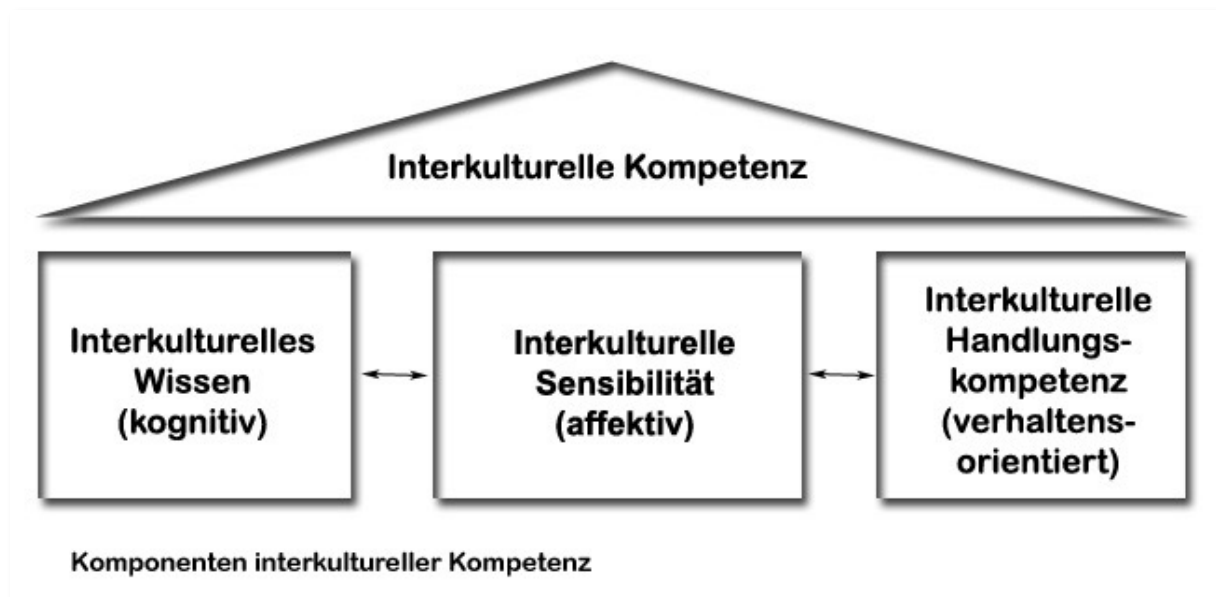 Interkulturelle Kompetenz
Interkulturelles
Wissen
(kognitiv)
Interkulturelle
Sensibilität
(affektiv)
Interkulturelle
Handlungs-
kompetenz
(verhaltens-
orientiert)
Komponenten interkultureller Kompetenz